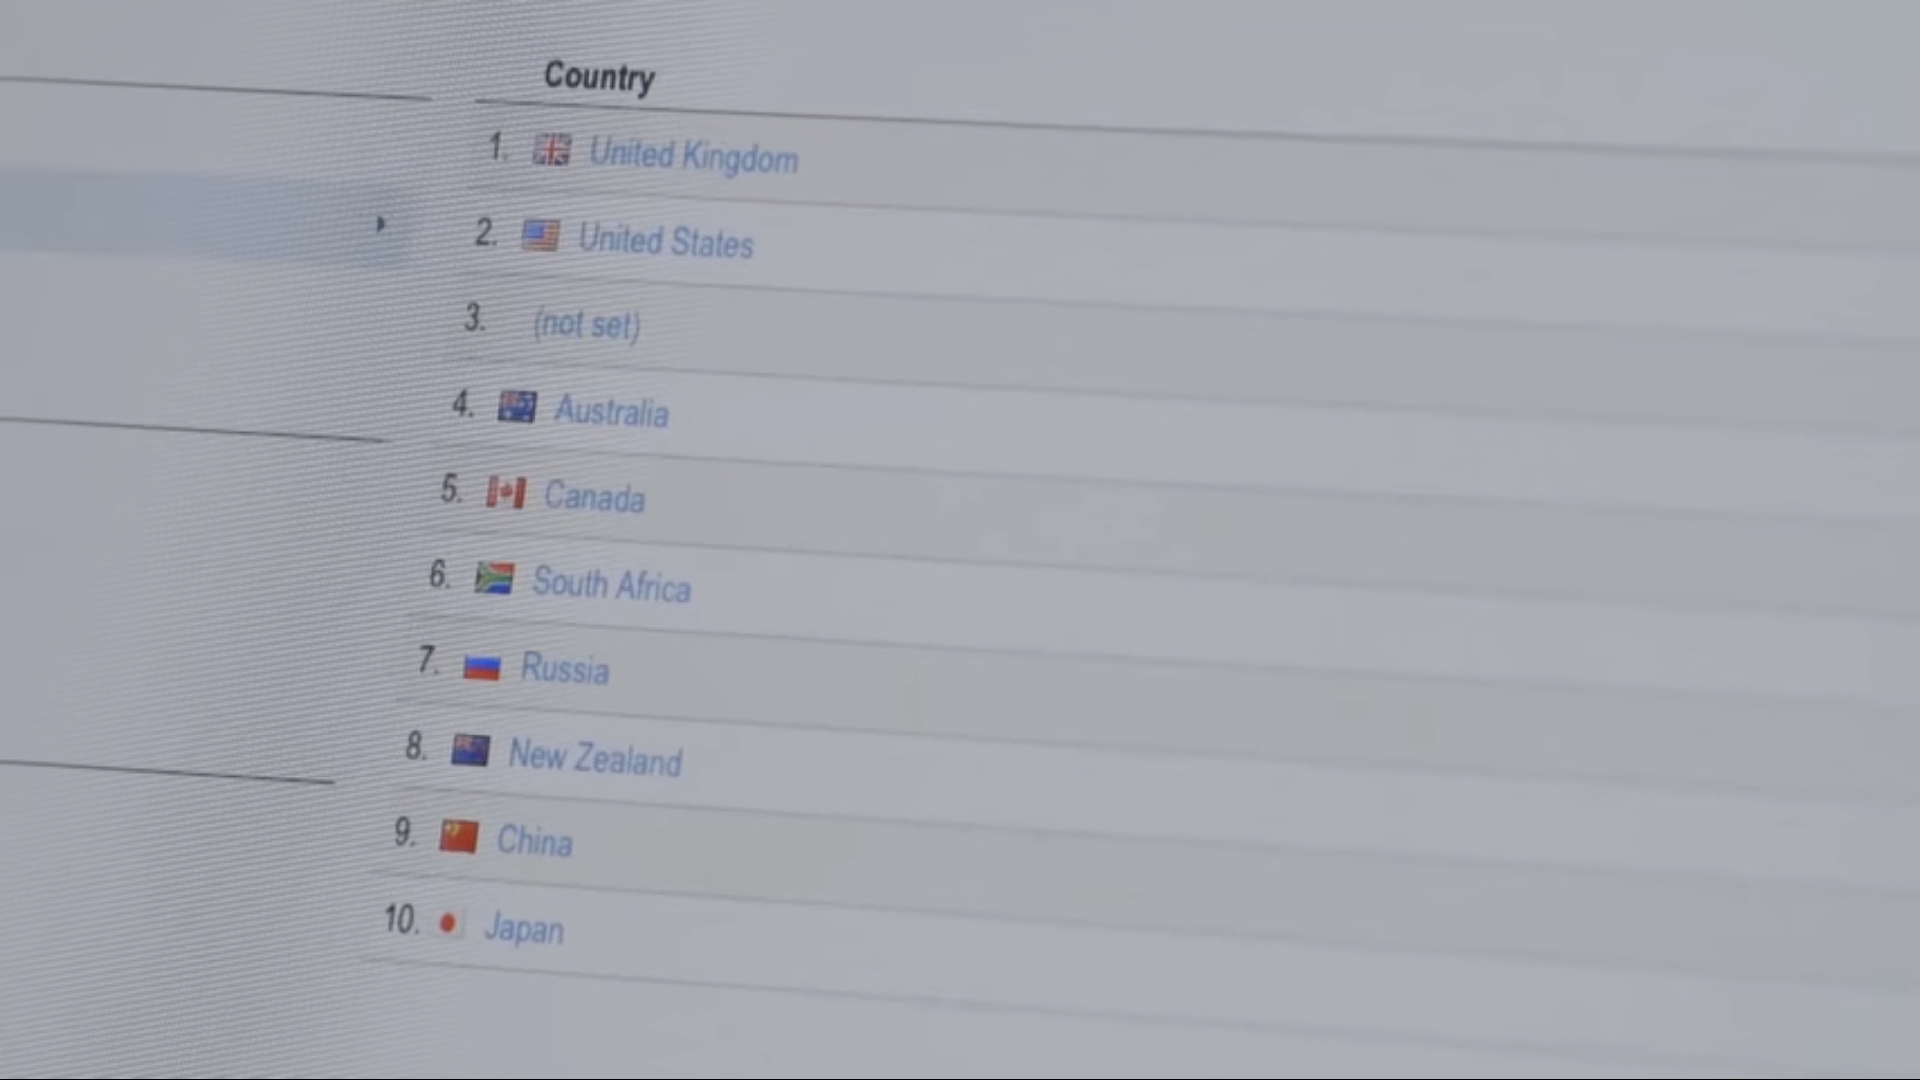 Country
1. United Kingdom
2. United States
3. (not set)
4. Australia
5. Canada
6. South Africa
7. Russia
8. New Zealand
9. China
10. Japan